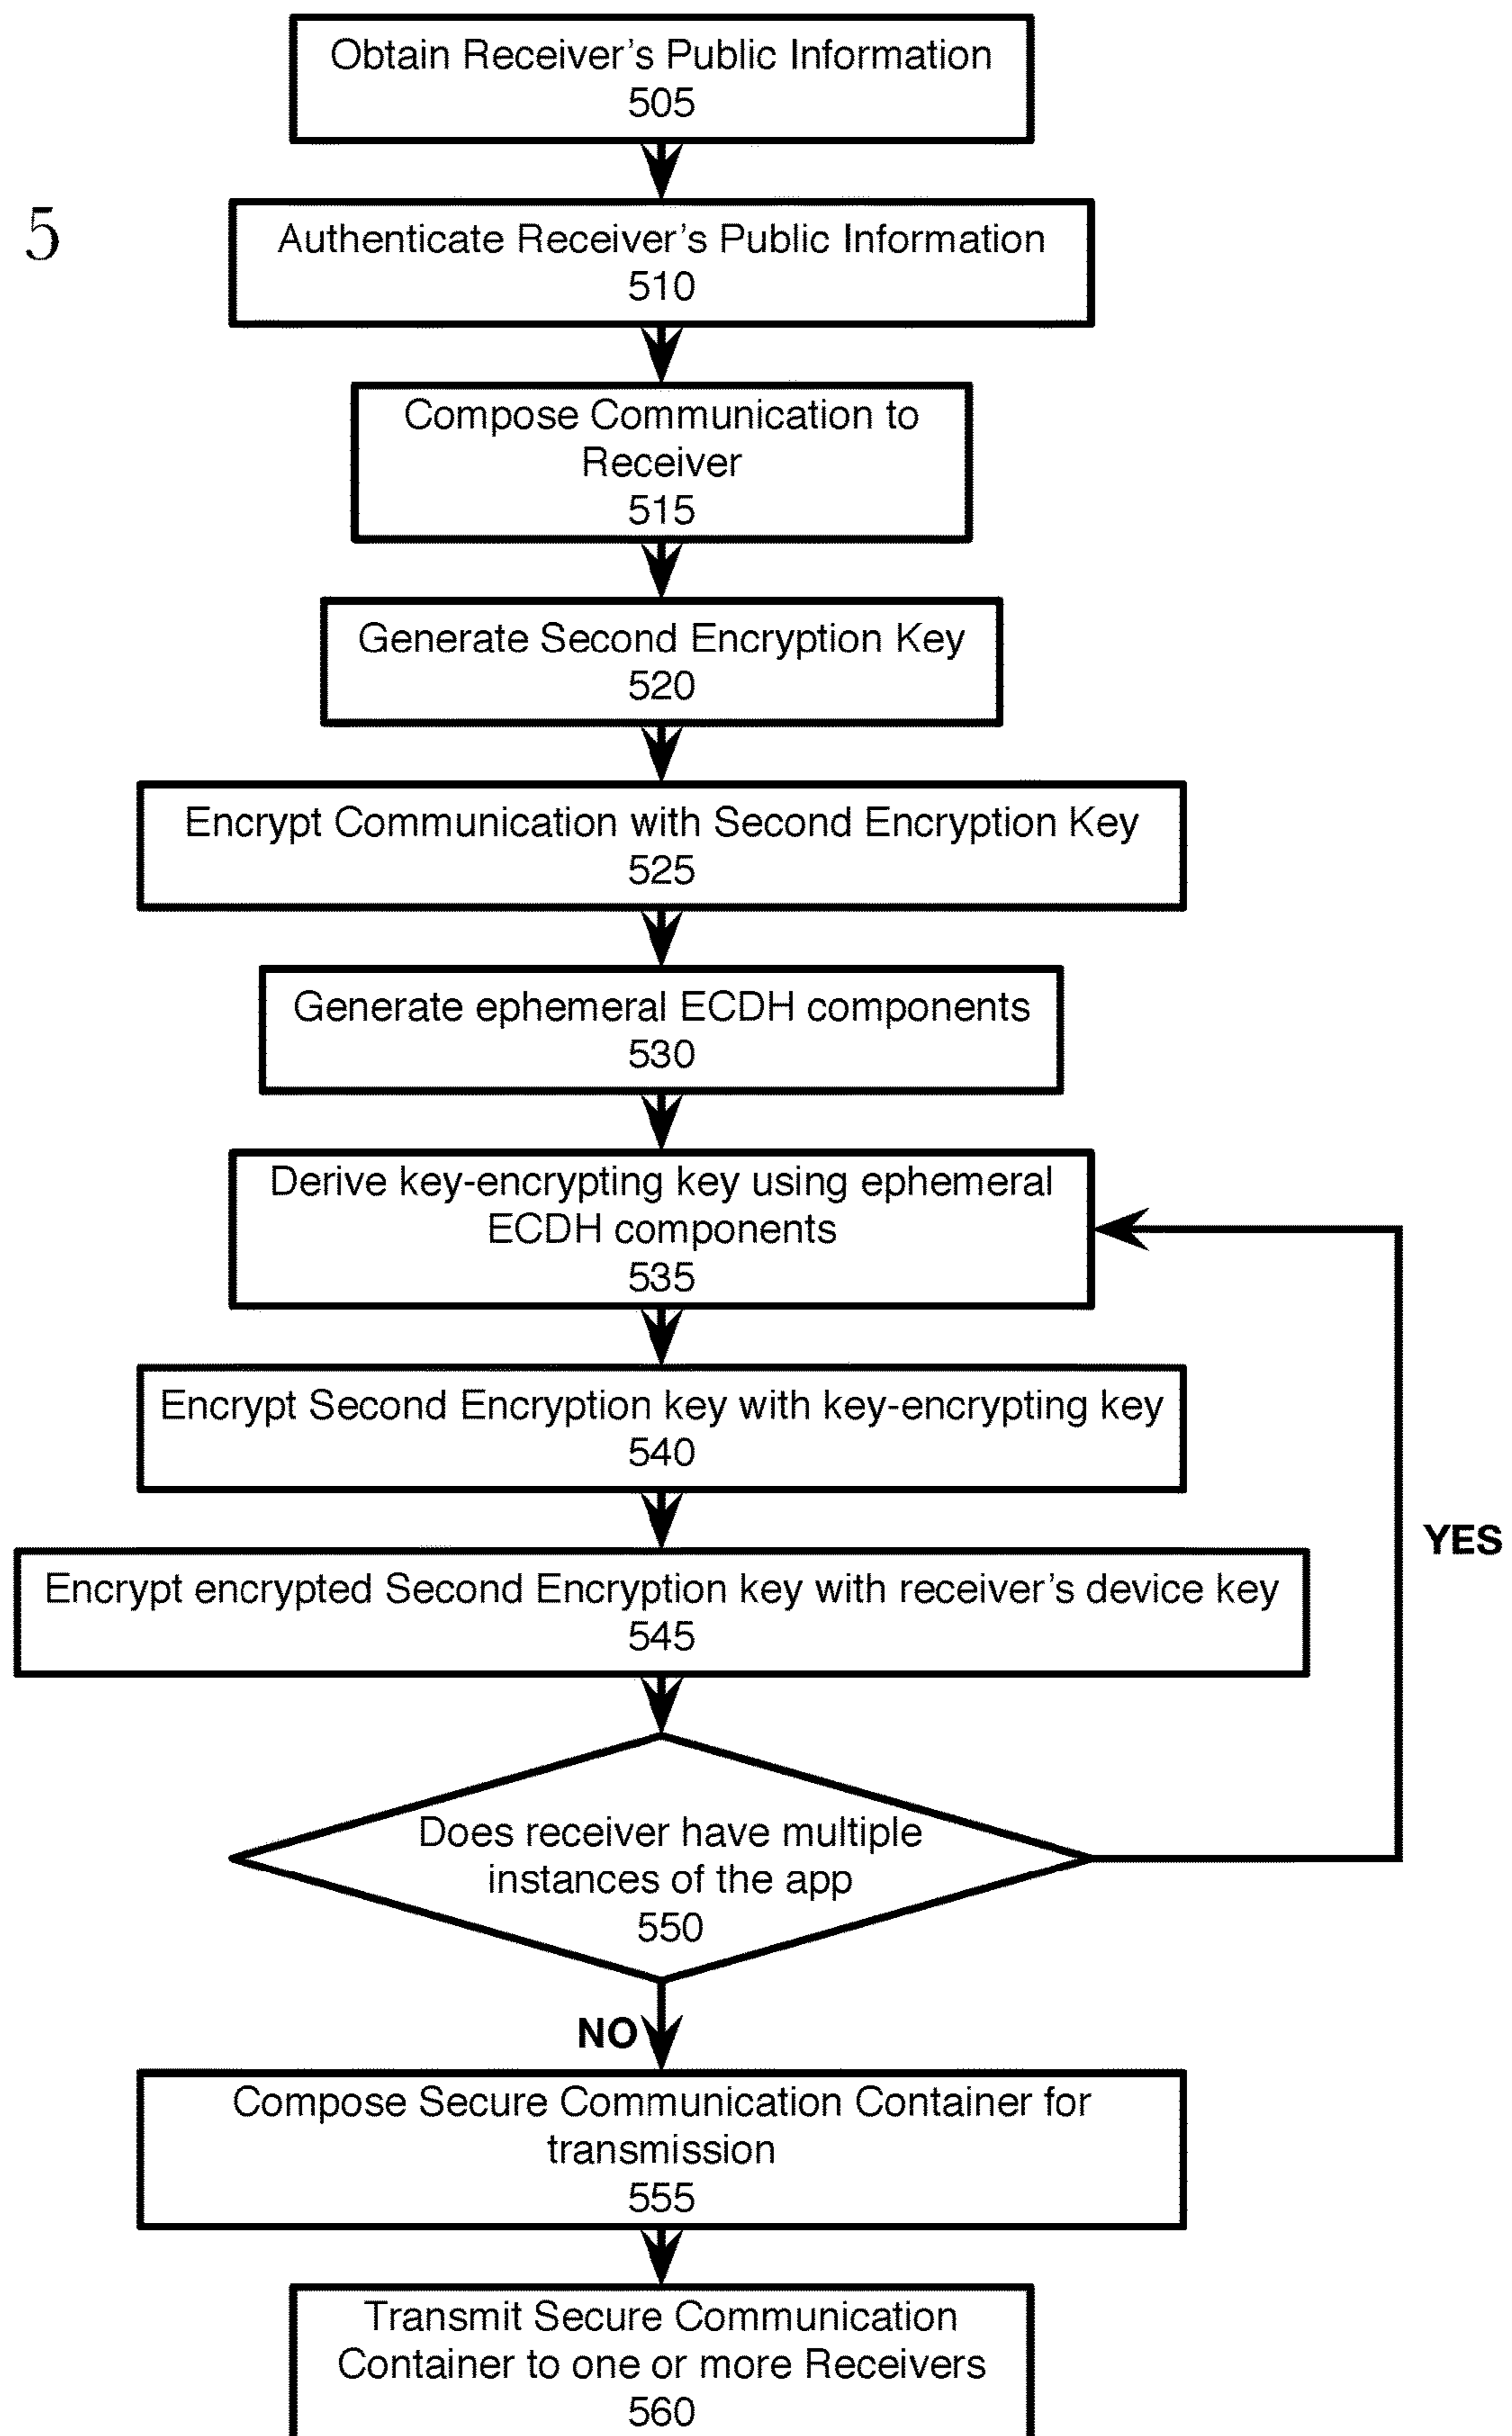 Obtain Receiver's Public Information
505
5
Authenticate Receiver's Public Information
510
Compose Communication to
Receiver
515
Generate Second Encryption Key
520
Encrypt Communication with Second Encryption Key
525
Generate ephemeral ECDH components
530
Derive key-encrypting key using ephemeral
ECDH components
535
Encrypt Second Encryption key with key-encrypting key
540
YES
Encrypt encrypted Second Encryption key with receiver's device key
545
Does receiver have multiple
instances of the app
550
NO
Compose Secure Communication Container for
transmission
555
Transmit Secure Communication
Container to one or more Receivers
560